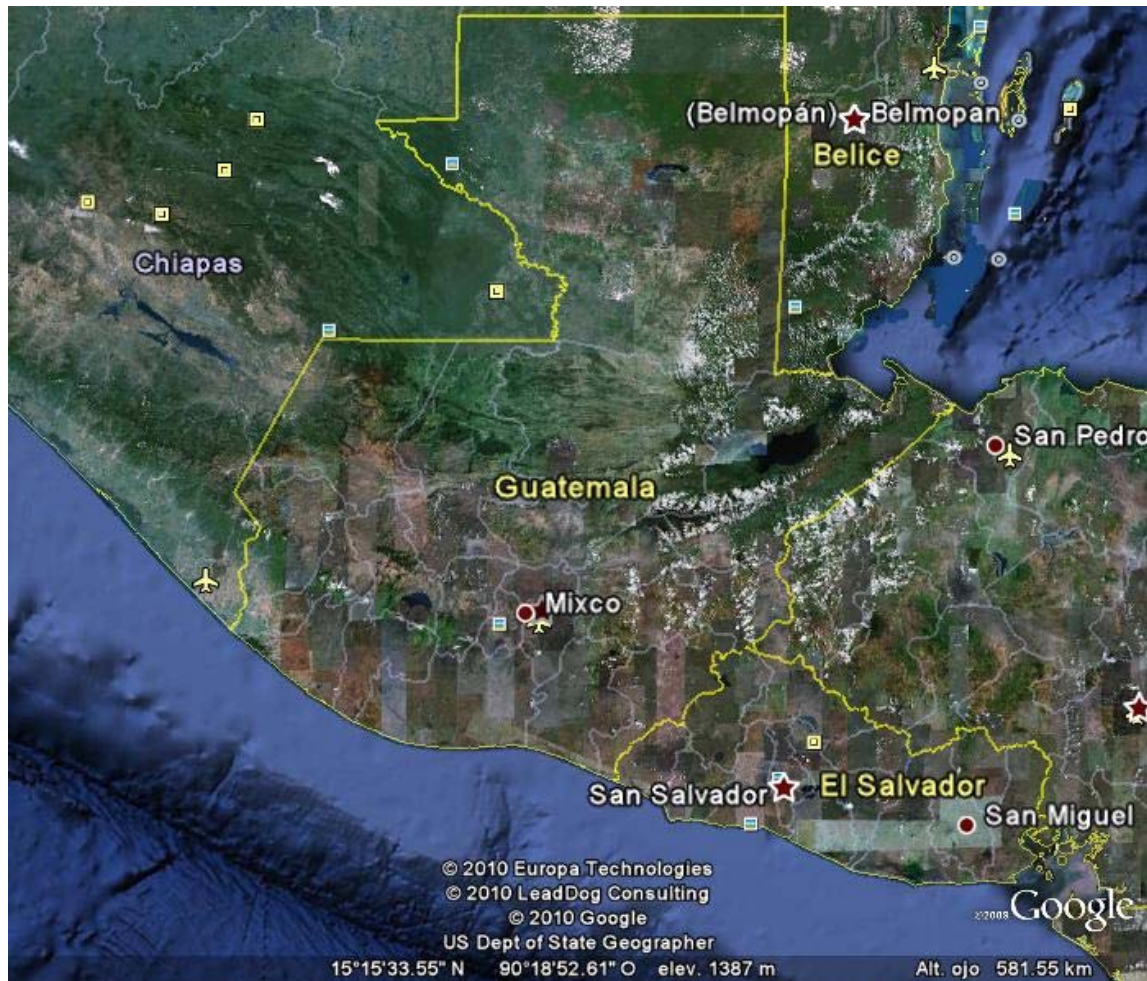 (Belmopán) Belmopan
Belice
Chiapas
San Pedro
Guatemala
Mixco
San Salvador
El Salvador
San Miguel
© 2010 Europa Technologies
© 2010 LeadDog Consulting
© 2010 Google
US Dept of State Geographer
©2009 Google
15°15'33.55" N 90°18'52.61" O elev. 1387 m Alt. ojo 581.55 km